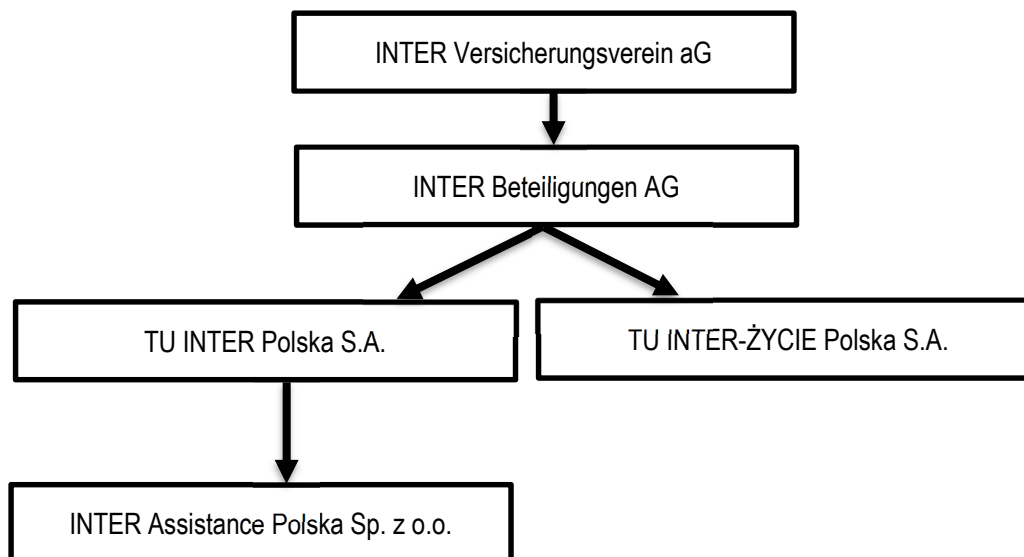 INTER Versicherungsverein aG
INTER Beteiligungen AG
TU INTER Polska S.A.
TU INTER-ŻYCIE Polska S.A.
INTER Assistance Polska Sp. z o.o.